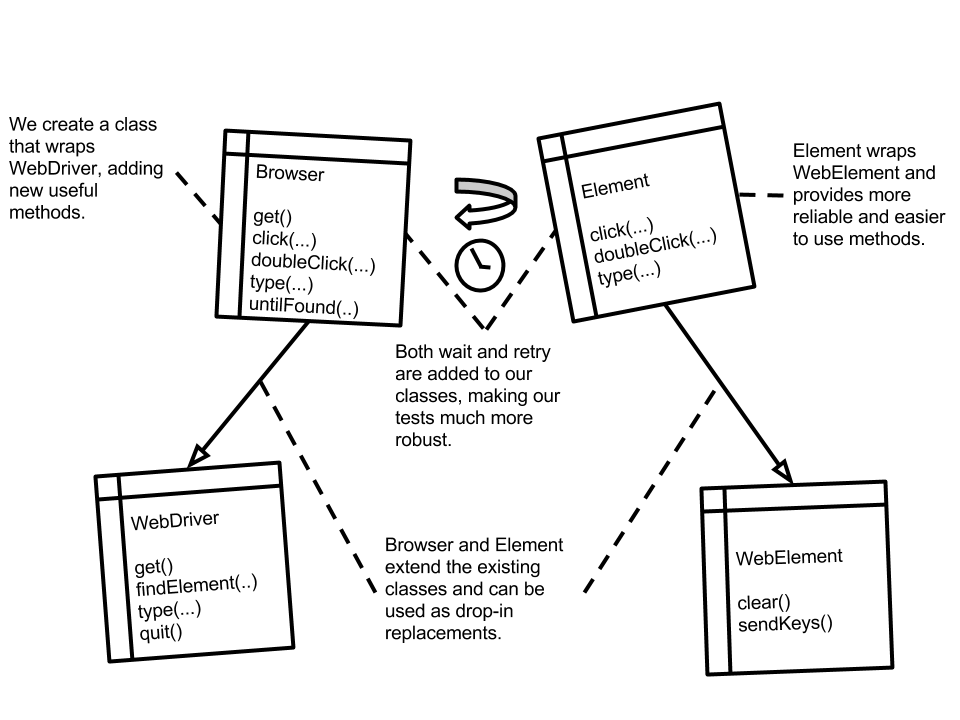 We create a class
that wraps
WebDriver, adding
new useful
methods.
Browser
get()
click(...)
doubleClick(...)
type(...)
untilFound(..)
Element
click(...)
doubleClick(...)
type(...)
Element wraps
WebElement and
provides more
reliable and easier
to use methods.
Both wait and retry
are added to our
classes, making our
tests much more
robust.
WebDriver
get()
findElement(..)
type(...)
quit()
Browser and Element
extend the existing
classes and can be
used as drop-in
replacements.
WebElement
clear()
sendKeys()